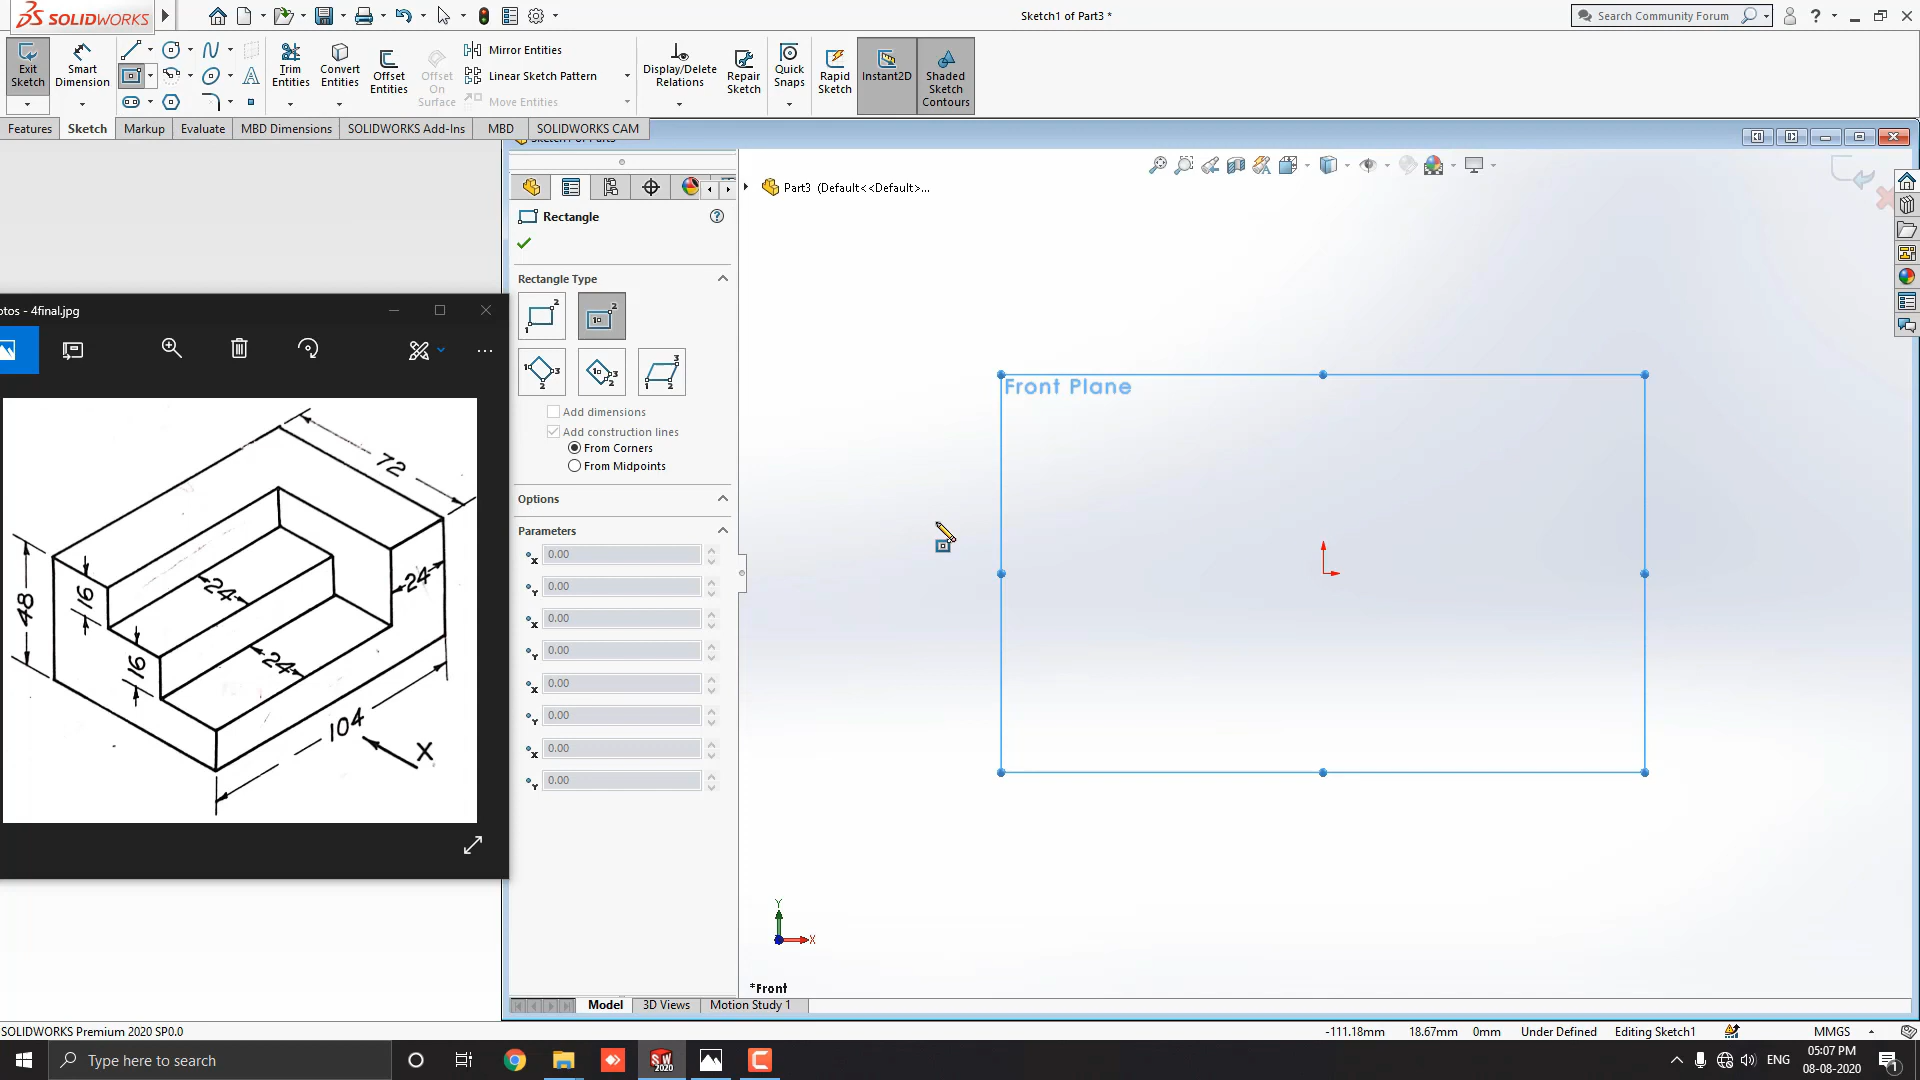 SOLIDWORKS
Sketch1 of Part3 *
Search Community Forum
Exit Sketch
Smart Dimension
Trim Entities
Convert Entities
Offset Entities
Offset On Surface
Mirror Entities
Linear Sketch Pattern
Move Entities
Display/Delete Relations
Repair Sketch
Quick Snaps
Rapid Sketch
Instant2D
Shaded Sketch Contours
Features
Sketch
Markup
Evaluate
MBD Dimensions
SOLIDWORKS Add-Ins
MBD
SOLIDWORKS CAM
Part3 (Default<<Default>...
Rectangle
Rectangle Type
Add dimensions
Add construction lines
From Corners
From Midpoints
Options
Parameters
0.00
0.00
0.00
0.00
0.00
0.00
0.00
0.00
otos - 4final.jpg
72
48
16
24
24
16
24
104
X
Front Plane
Y
X
*Front
Model
3D Views
Motion Study 1
SOLIDWORKS Premium 2020 SP0.0
-111.18mm
18.67mm
0mm
Under Defined
Editing Sketch1
MMGS
Type here to search
SW
2020
ENG
05:07 PM
08-08-2020
1